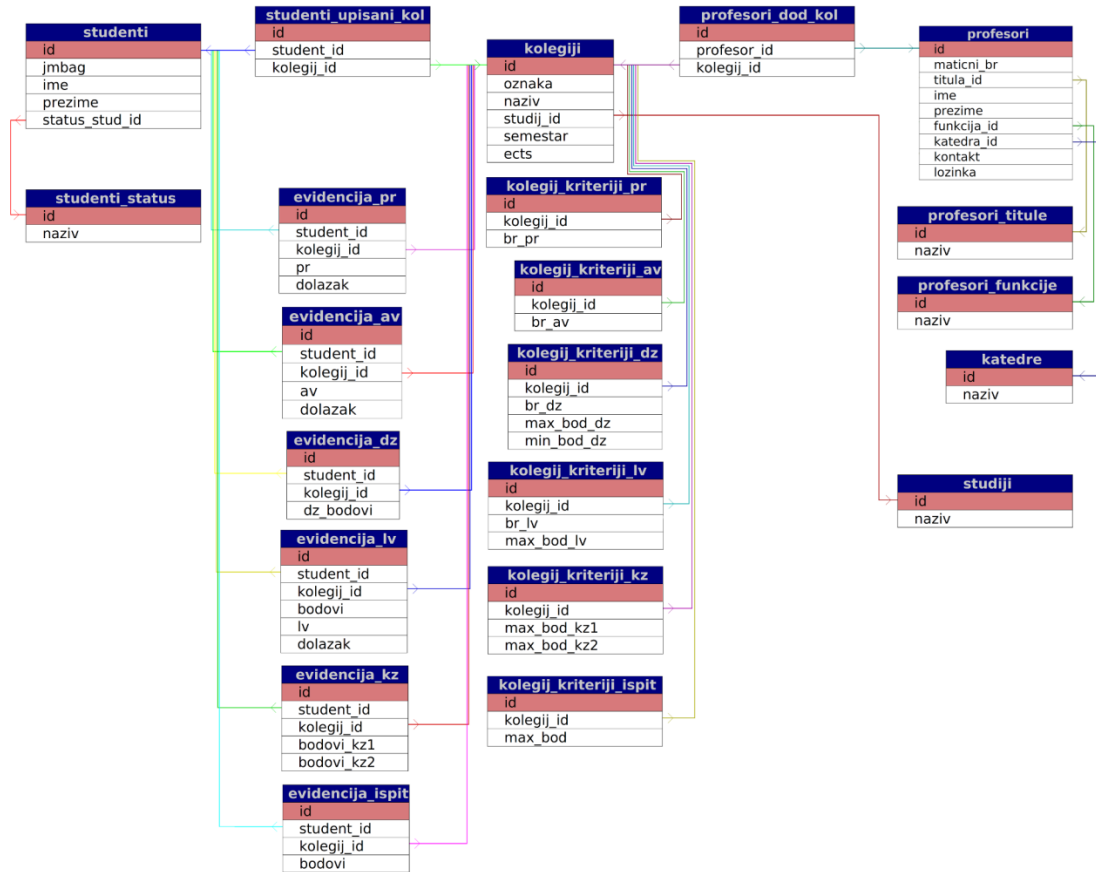 studenti
id
jmbag
ime
prezime
status_stud_id
studenti_status
id
naziv
studenti_upisani_kol
id
student_id
kolegij_id
evidencija_pr
id
student_id
kolegij_id
pr
dolazak
evidencija_av
id
student_id
kolegij_id
av
dolazak
evidencija_dz
id
student_id
kolegij_id
dz_bodovi
evidencija_lv
id
student_id
kolegij_id
bodovi
lv
dolazak
evidencija_kz
id
student_id
kolegij_id
bodovi_kz1
bodovi_kz2
evidencija_ispit
id
student_id
kolegij_id
bodovi
kolegiji
id
oznaka
naziv
studij_id
semestar
ects
kolegij_kriteriji_pr
id
kolegij_id
br_pr
kolegij_kriteriji_av
id
kolegij_id
br_av
kolegij_kriteriji_dz
id
kolegij_id
br_dz
max_bod_dz
min_bod_dz
kolegij_kriteriji_lv
id
kolegij_id
br_lv
max_bod_lv
kolegij_kriteriji_kz
id
kolegij_id
max_bod_kz1
max_bod_kz2
kolegij_kriteriji_ispit
id
kolegij_id
max_bod
profesori_dod_kol
id
profesor_id
kolegij_id
profesori
id
maticni_br
titula_id
ime
prezime
funkcija_id
katedra_id
kontakt
lozinka
profesori_titule
id
naziv
profesori_funkcije
id
naziv
katedre
id
naziv
studiji
id
naziv